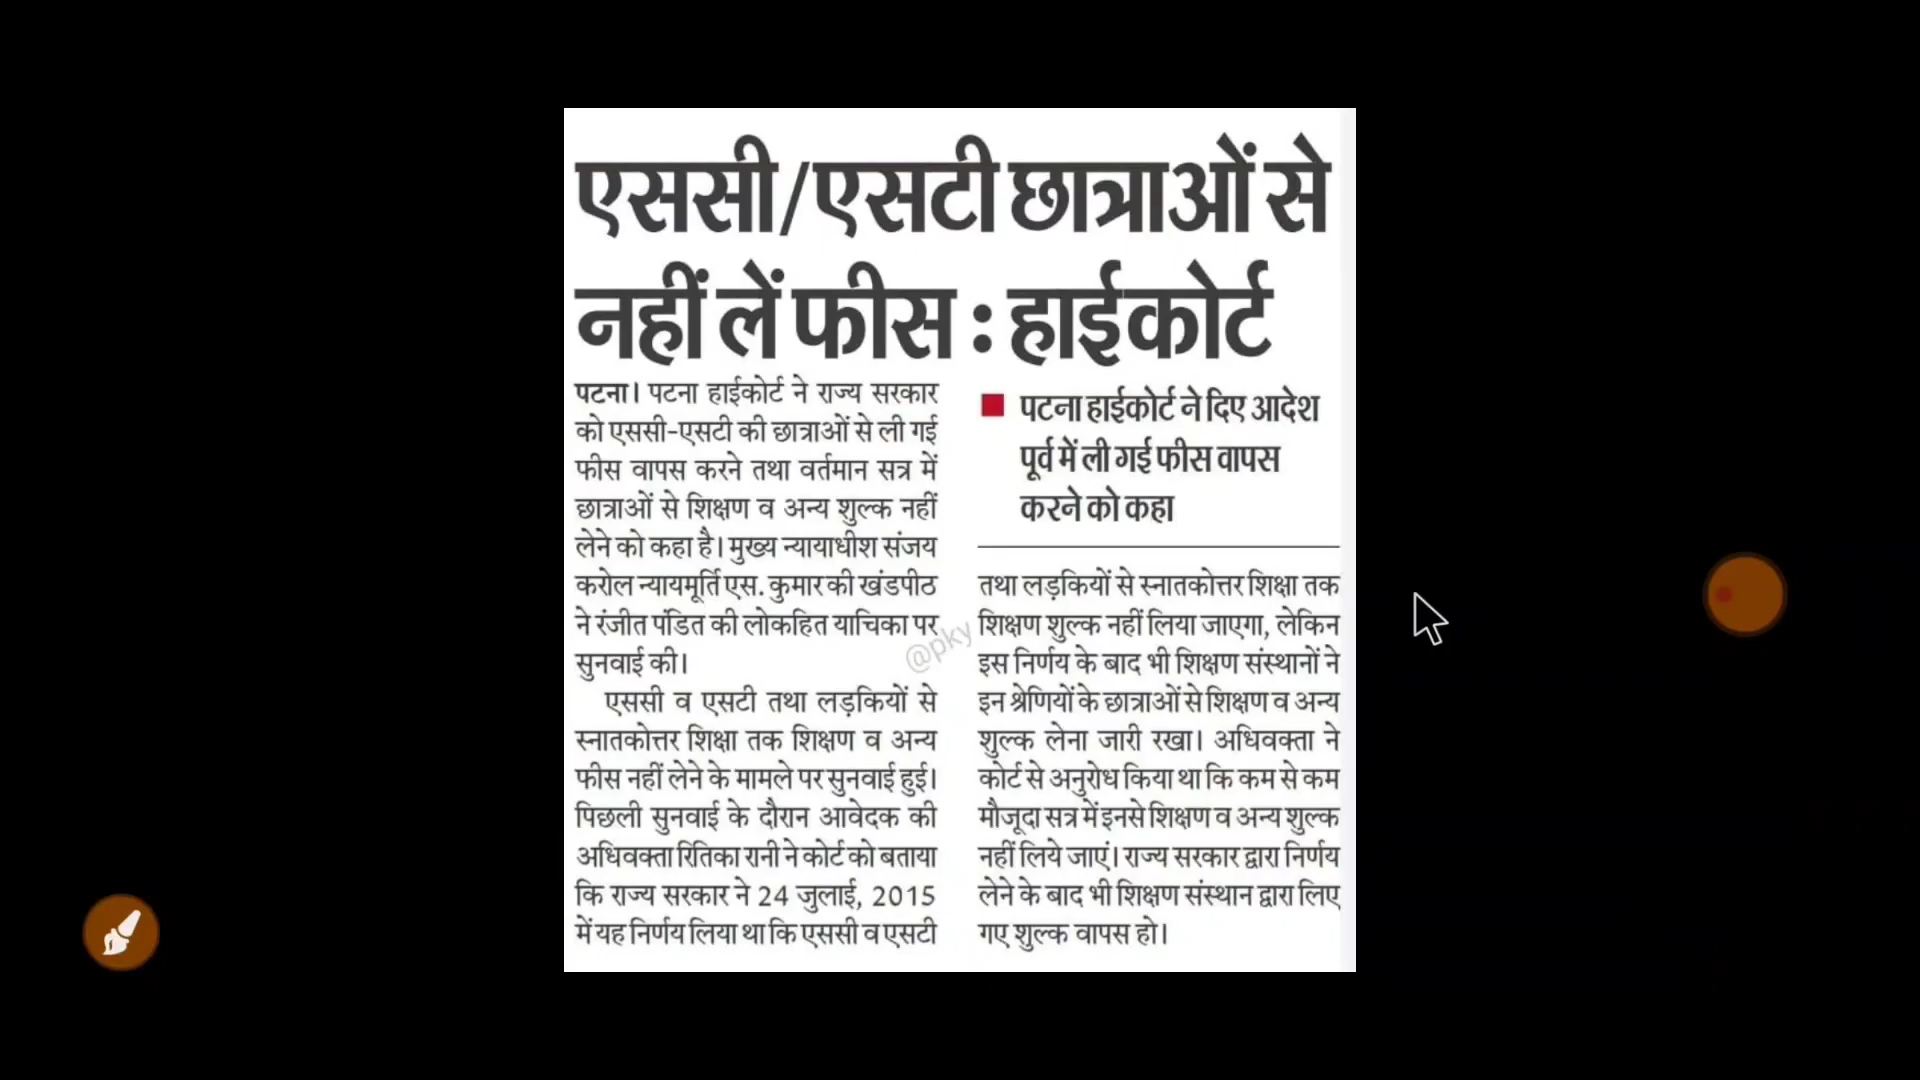 एससी/एसटी छात्राओं से
नहीं लें फीस : हाईकोर्ट
पटना। पटना हाईकोर्ट ने राज्य सरकार
को एससी-एसटी की छात्राओं से ली गई
फीस वापस करने तथा वर्तमान सत्र में
छात्राओं से शिक्षण व अन्य शुल्क नहीं
लेने को कहा है। मुख्य न्यायाधीश संजय
करोल न्यायमूर्ति एस. कुमार की खंडपीठ
ने रंजीत पंडित की लोकहित याचिका पर
सुनवाई की।
एससी व एसटी तथा लड़कियों से
स्नातकोत्तर शिक्षा तक शिक्षण व अन्य
फीस नहीं लेने के मामले पर सुनवाई हुई।
पिछली सुनवाई के दौरान आवेदक की
अधिवक्ता रितिका रानी ने कोर्ट को बताया
कि राज्य सरकार ने 24 जुलाई, 2015
में यह निर्णय लिया था कि एससी व एसटी
पटना हाईकोर्ट ने दिए आदेश
पूर्व में ली गई फीस वापस
करने को कहा
तथा लड़कियों से स्नातकोत्तर शिक्षा तक
शिक्षण शुल्क नहीं लिया जाएगा, लेकिन
इस निर्णय के बाद भी शिक्षण संस्थानों ने
इन श्रेणियों के छात्राओं से शिक्षण व अन्य
शुल्क लेना जारी रखा। अधिवक्ता ने
कोर्ट से अनुरोध किया था कि कम से कम
मौजूदा सत्र में इनसे शिक्षण व अन्य शुल्क
नहीं लिये जाएं। राज्य सरकार द्वारा निर्णय
लेने के बाद भी शिक्षण संस्थान द्वारा लिए
गए शुल्क वापस हो।
@pky